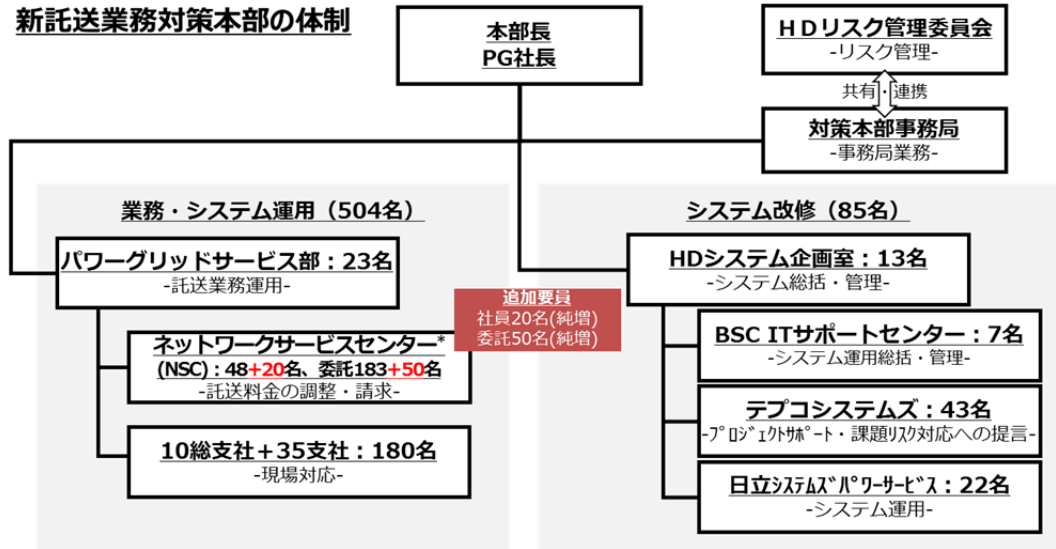 新託送業務対策本部の体制
本部長
PG社長
HDリスク管理委員会
-リスク管理-
共有・連携
対策本部事務局
-事務局業務-
業務・システム運用（504名）
パワーグリッドサービス部：23名
-託送業務運用-
ネットワークサービスセンター*
(NSC)：48+20名、委託183+50名
-託送料金の調整・請求-
10総支社＋35支社：180名
-現場対応-
追加要員
社員20名(純増)
委託50名(純増)
システム改修（85名）
HDシステム企画室：13名
-システム総括・管理-
BSC ITサポートセンター：7名
-システム運用総括・管理-
テプコシステムズ：43名
-ﾌﾟﾛｼﾞｪｸﾄｻﾎﾟｰﾄ・課題ﾘｽｸ対応への提言-
日立ｼｽﾃﾑｽﾞﾊﾟﾜｰｻｰﾋﾞｽ：22名
-システム運用-